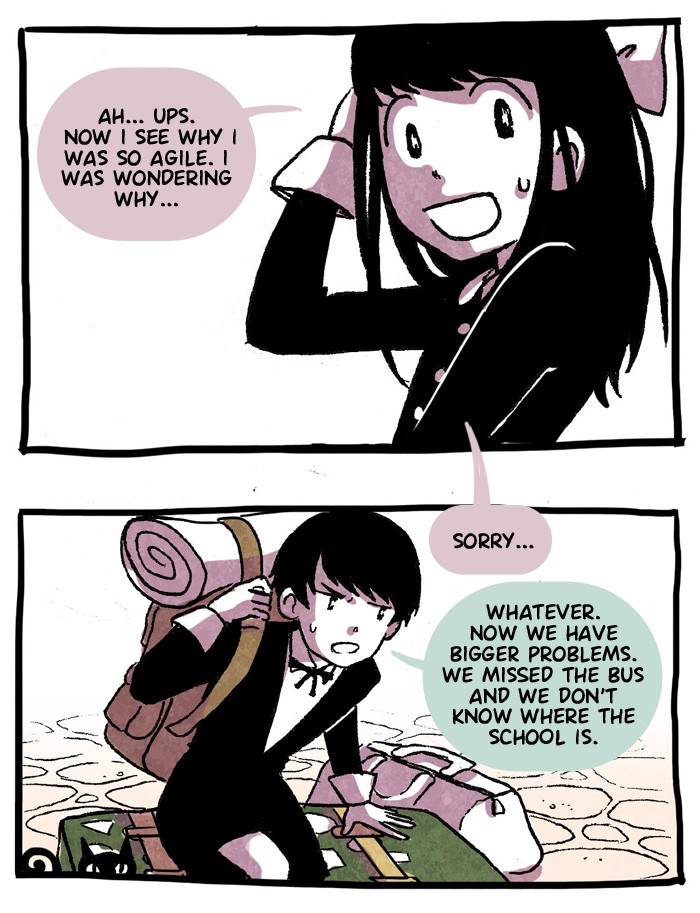 AH... UPS.
NOW I SEE WHY I
WAS SO AGILE. I
WAS WONDERING
WHY...
SORRY...
WHATEVER.
NOW WE HAVE
BIGGER PROBLEMS.
WE MISSED THE BUS
AND WE DON'T
KNOW WHERE THE
SCHOOL IS.